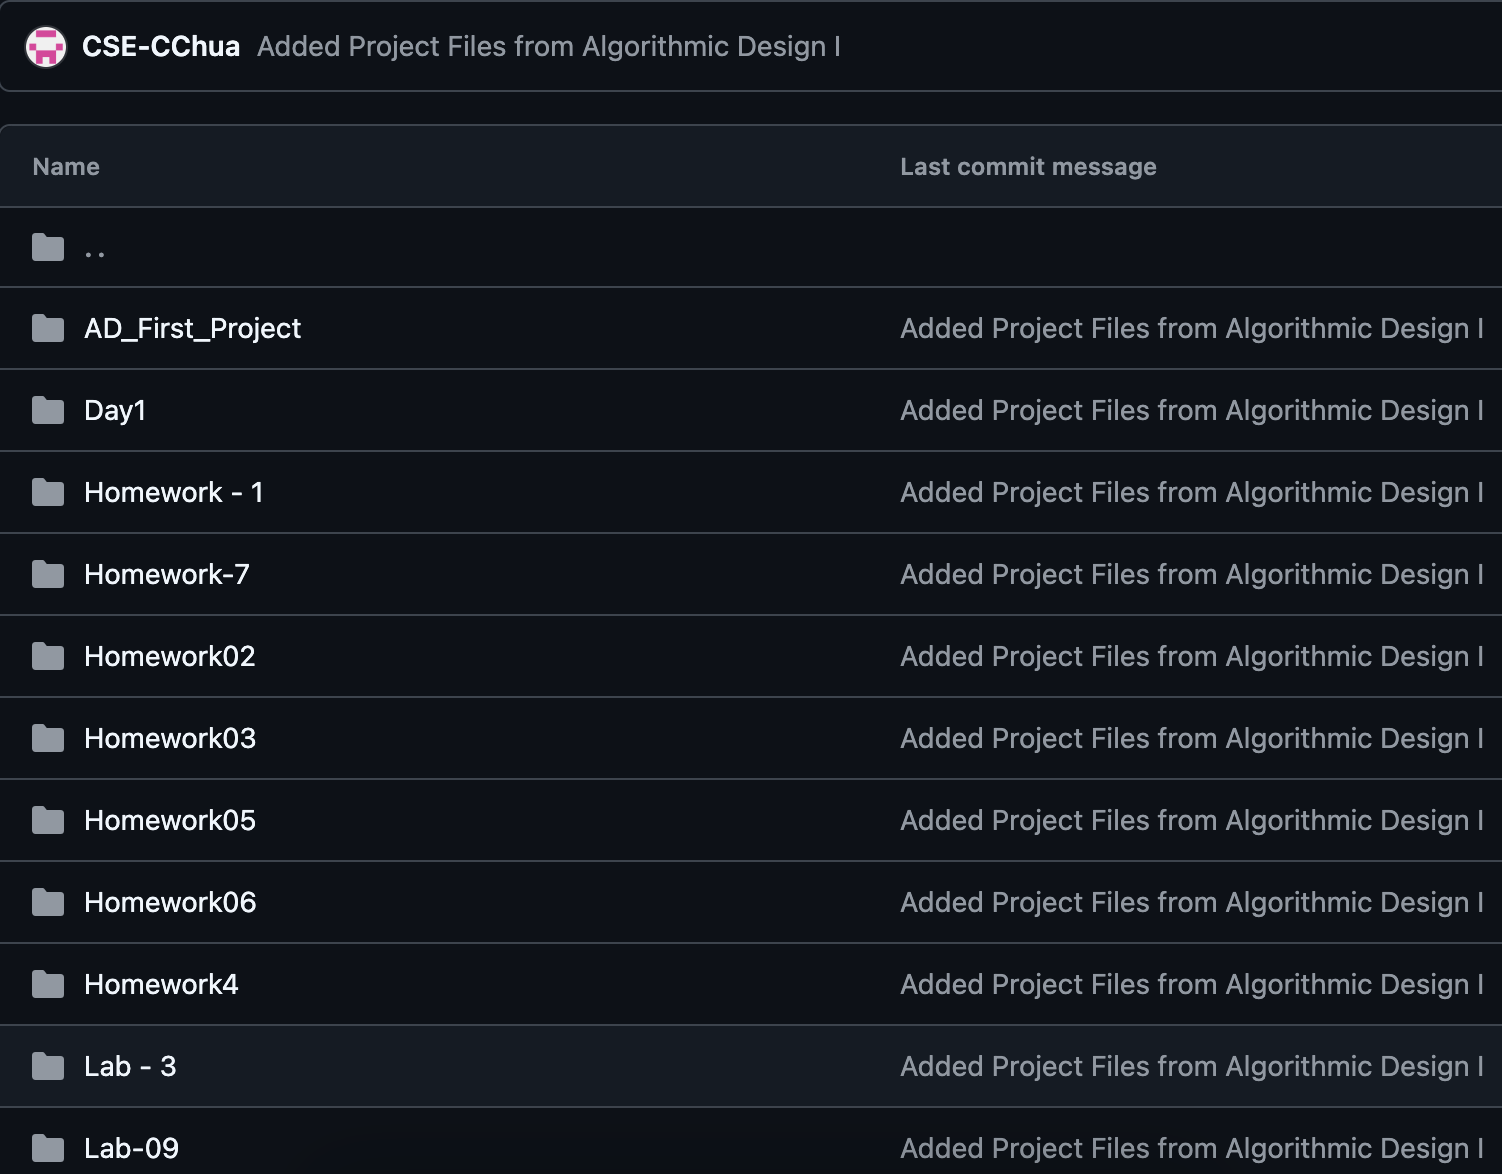 CSE-CChua Added Project Files from Algorithmic Design I
Name Last commit message
..
AD_First_Project Added Project Files from Algorithmic Design I
Day1 Added Project Files from Algorithmic Design I
Homework - 1 Added Project Files from Algorithmic Design I
Homework-7 Added Project Files from Algorithmic Design I
Homework02 Added Project Files from Algorithmic Design I
Homework03 Added Project Files from Algorithmic Design I
Homework05 Added Project Files from Algorithmic Design I
Homework06 Added Project Files from Algorithmic Design I
Homework4 Added Project Files from Algorithmic Design I
Lab - 3 Added Project Files from Algorithmic Design I
Lab-09 Added Project Files from Algorithmic Design I